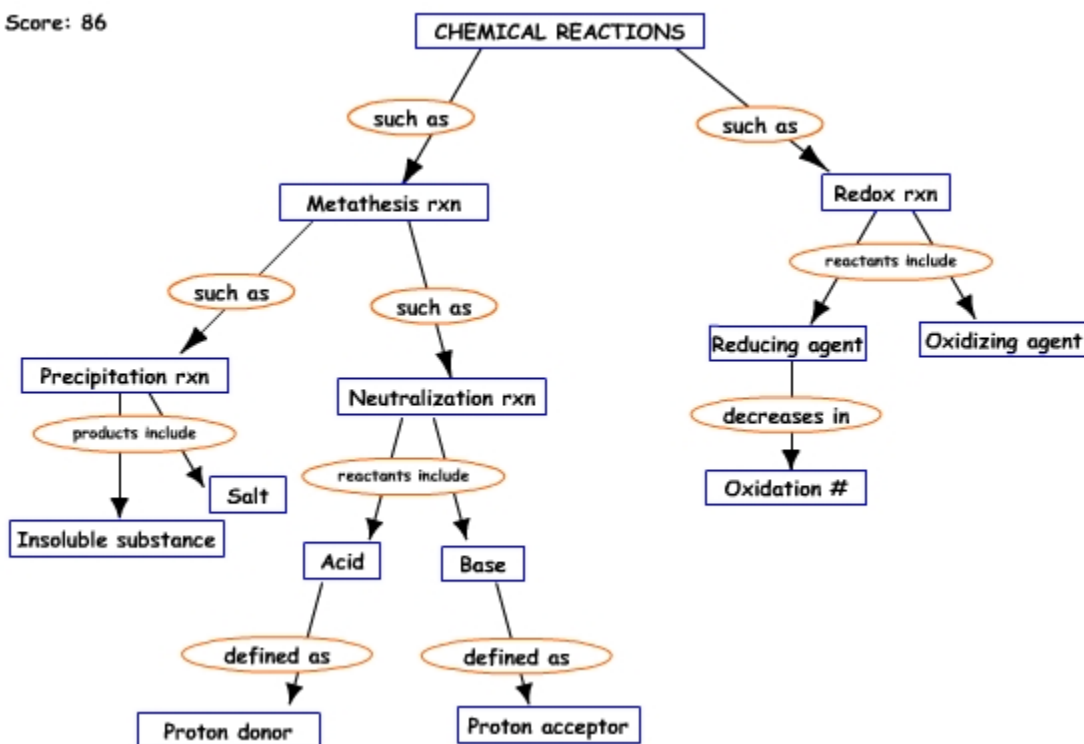 Score: 86
CHEMICAL REACTIONS
such as
such as
Metathesis rxn
Redox rxn
reactants include
such as
such as
Reducing agent
Oxidizing agent
Precipitation rxn
Neutralization rxn
decreases in
products include
reactants include
Salt
Oxidation #
Insoluble substance
Acid
Base
defined as
defined as
Proton donor
Proton acceptor